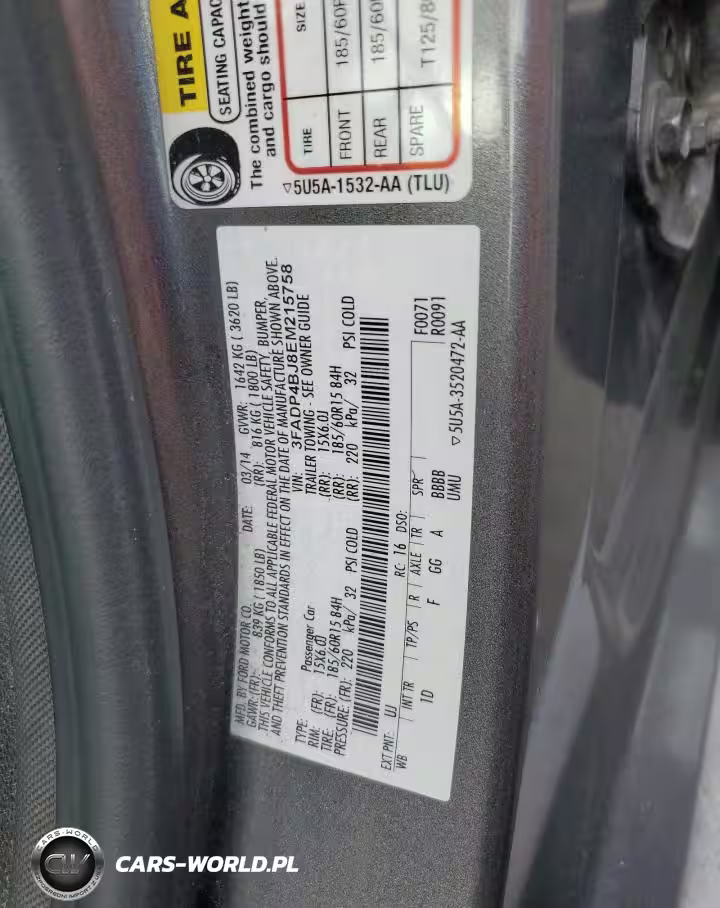 TIRE A
SEATING CAPAC
The combined weight
and cargo should
TIRE SIZE
FRONT 185/60R
REAR 185/60R
SPARE T125/80
▽5U5A-1532-AA (TLU)
MFD. BY FORD MOTOR CO. DATE: 03/14 GVWR: 1642 KG ( 3620 LB)
GAWR:(FR): 839 KG (1850 LB) (RR): 816 KG (1800 LB)
THIS VEHICLE CONFORMS TO ALL APPLICABLE FEDERAL MOTOR VEHICLE SAFETY, BUMPER,
AND THEFT PREVENTION STANDARDS IN EFFECT ON THE DATE OF MANUFACTURE SHOWN ABOVE.
VIN: 3FADP4BJ8EM215758
TYPE: Passenger Car TRAILER TOWING - SEE OWNER GUIDE
RIM: (FR): 15X6.0J (RR): 15X6.0J
TIRE: (FR): 185/60R15 84H (RR): 185/60R15 84H
PRESSURE: (FR): 220 kPa/ 32 PSI COLD (RR): 220 kPa/ 32 PSI COLD
EXT PNT: UJ RC: 16 DSO: F0071
WB INT TR TP/PS R AXLE TR SPR R0091
1D F GG A BBBB
UMU
▽5U5A-3520472-AA
CARS-WORLD
CW
CARS-WORLD.PL